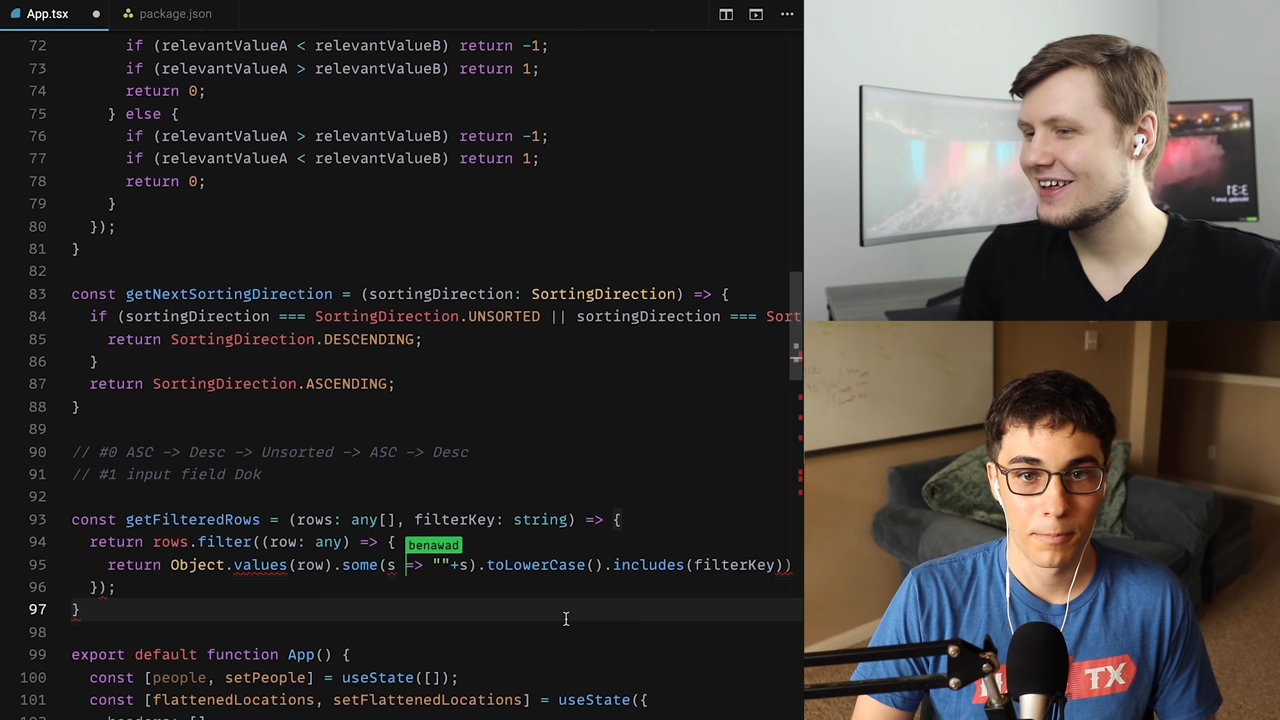 App.tsx
package.json
72 if (relevantValueA < relevantValueB) return -1;
73 if (relevantValueA > relevantValueB) return 1;
74 return 0;
75 } else {
76 if (relevantValueA > relevantValueB) return -1;
77 if (relevantValueA < relevantValueB) return 1;
78 return 0;
79 }
80 });
81 }
82
83 const getNextSortingDirection = (sortingDirection: SortingDirection) => {
84 if (sortingDirection === SortingDirection.UNSORTED || sortingDirection === Sort
85 return SortingDirection.DESCENDING;
86 }
87 return SortingDirection.ASCENDING;
88 }
89
90 // #0 ASC -> Desc -> Unsorted -> ASC -> Desc
91 // #1 input field Dok
92
93 const getFilteredRows = (rows: any[], filterKey: string) => {
94 return rows.filter((row: any) => {
benawad
95 return Object.values(row).some(s => ""+s).toLowerCase().includes(filterKey))
96 });
97 }
98
99 export default function App() {
100 const [people, setPeople] = useState([]);
101 const [flattenedLocations, setFlattenedLocations] = useState({
3:31
TX